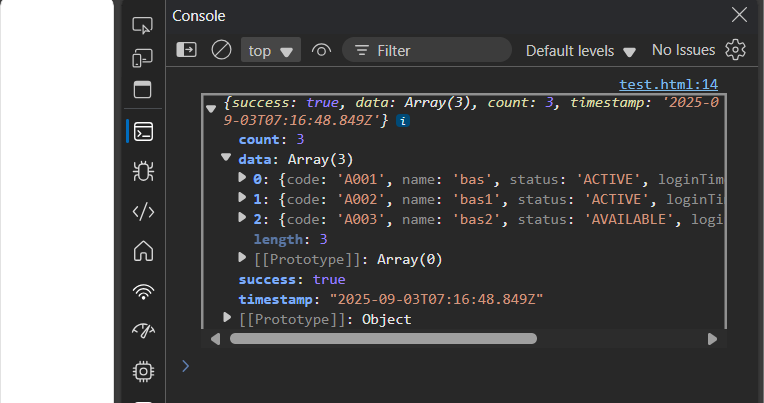 Console
top Filter Default levels No Issues
test.html:14
{success: true, data: Array(3), count: 3, timestamp: '2025-0
9-03T07:16:48.849Z'} i
count: 3
data: Array(3)
0: {code: 'A001', name: 'bas', status: 'ACTIVE', loginTim
1: {code: 'A002', name: 'bas1', status: 'ACTIVE', loginTi
2: {code: 'A003', name: 'bas2', status: 'AVAILABLE', logi
length: 3
[[Prototype]]: Array(0)
success: true
timestamp: "2025-09-03T07:16:48.849Z"
[[Prototype]]: Object